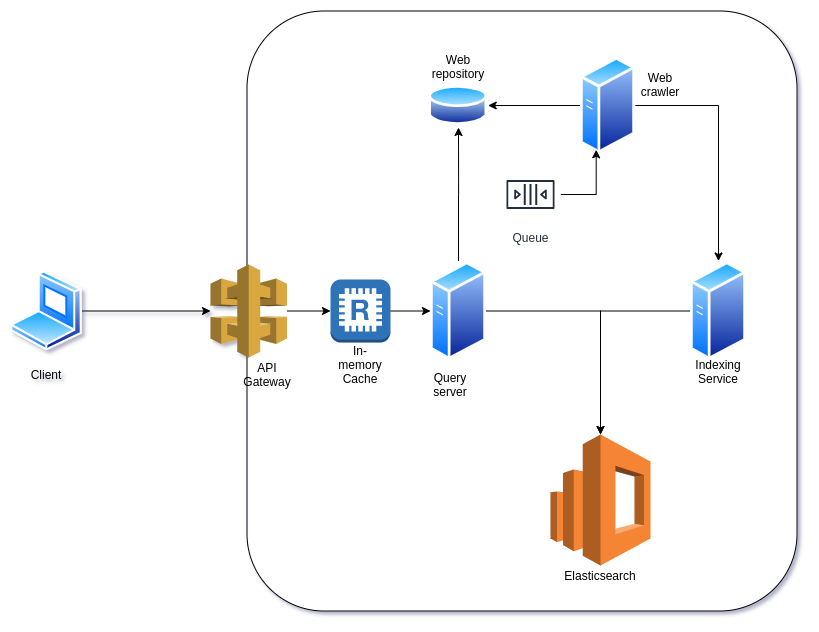 Web
repository
Web
crawler
Queue
Client
API
Gateway
R
In-
memory
Cache
Query
server
Indexing
Service
Elasticsearch